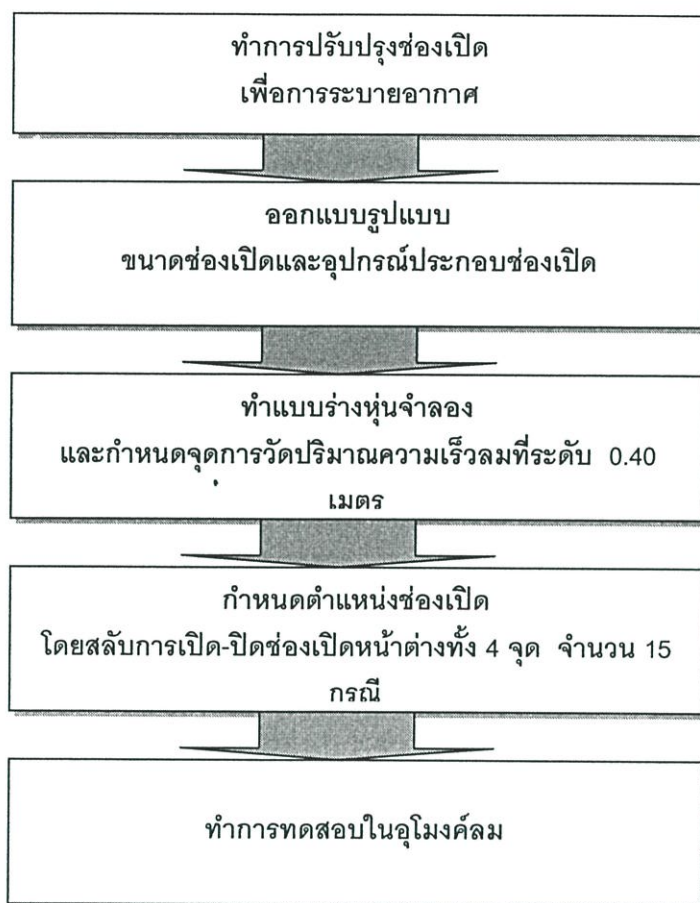 ทำการปรับปรุงช่องเปิด
เพื่อการระบายอากาศ
ออกแบบรูปแบบ
ขนาดช่องเปิดและอุปกรณ์ประกอบช่องเปิด
ทำแบบร่างหุ่นจำลอง
และกำหนดจุดการวัดปริมาณความเร็วลมที่ระดับ 0.40
เมตร
กำหนดตำแหน่งช่องเปิด
โดยสลับการเปิด-ปิดช่องเปิดหน้าต่างทั้ง 4 จุด จำนวน 15
กรณี
ทำการทดสอบในอุโมงค์ลม